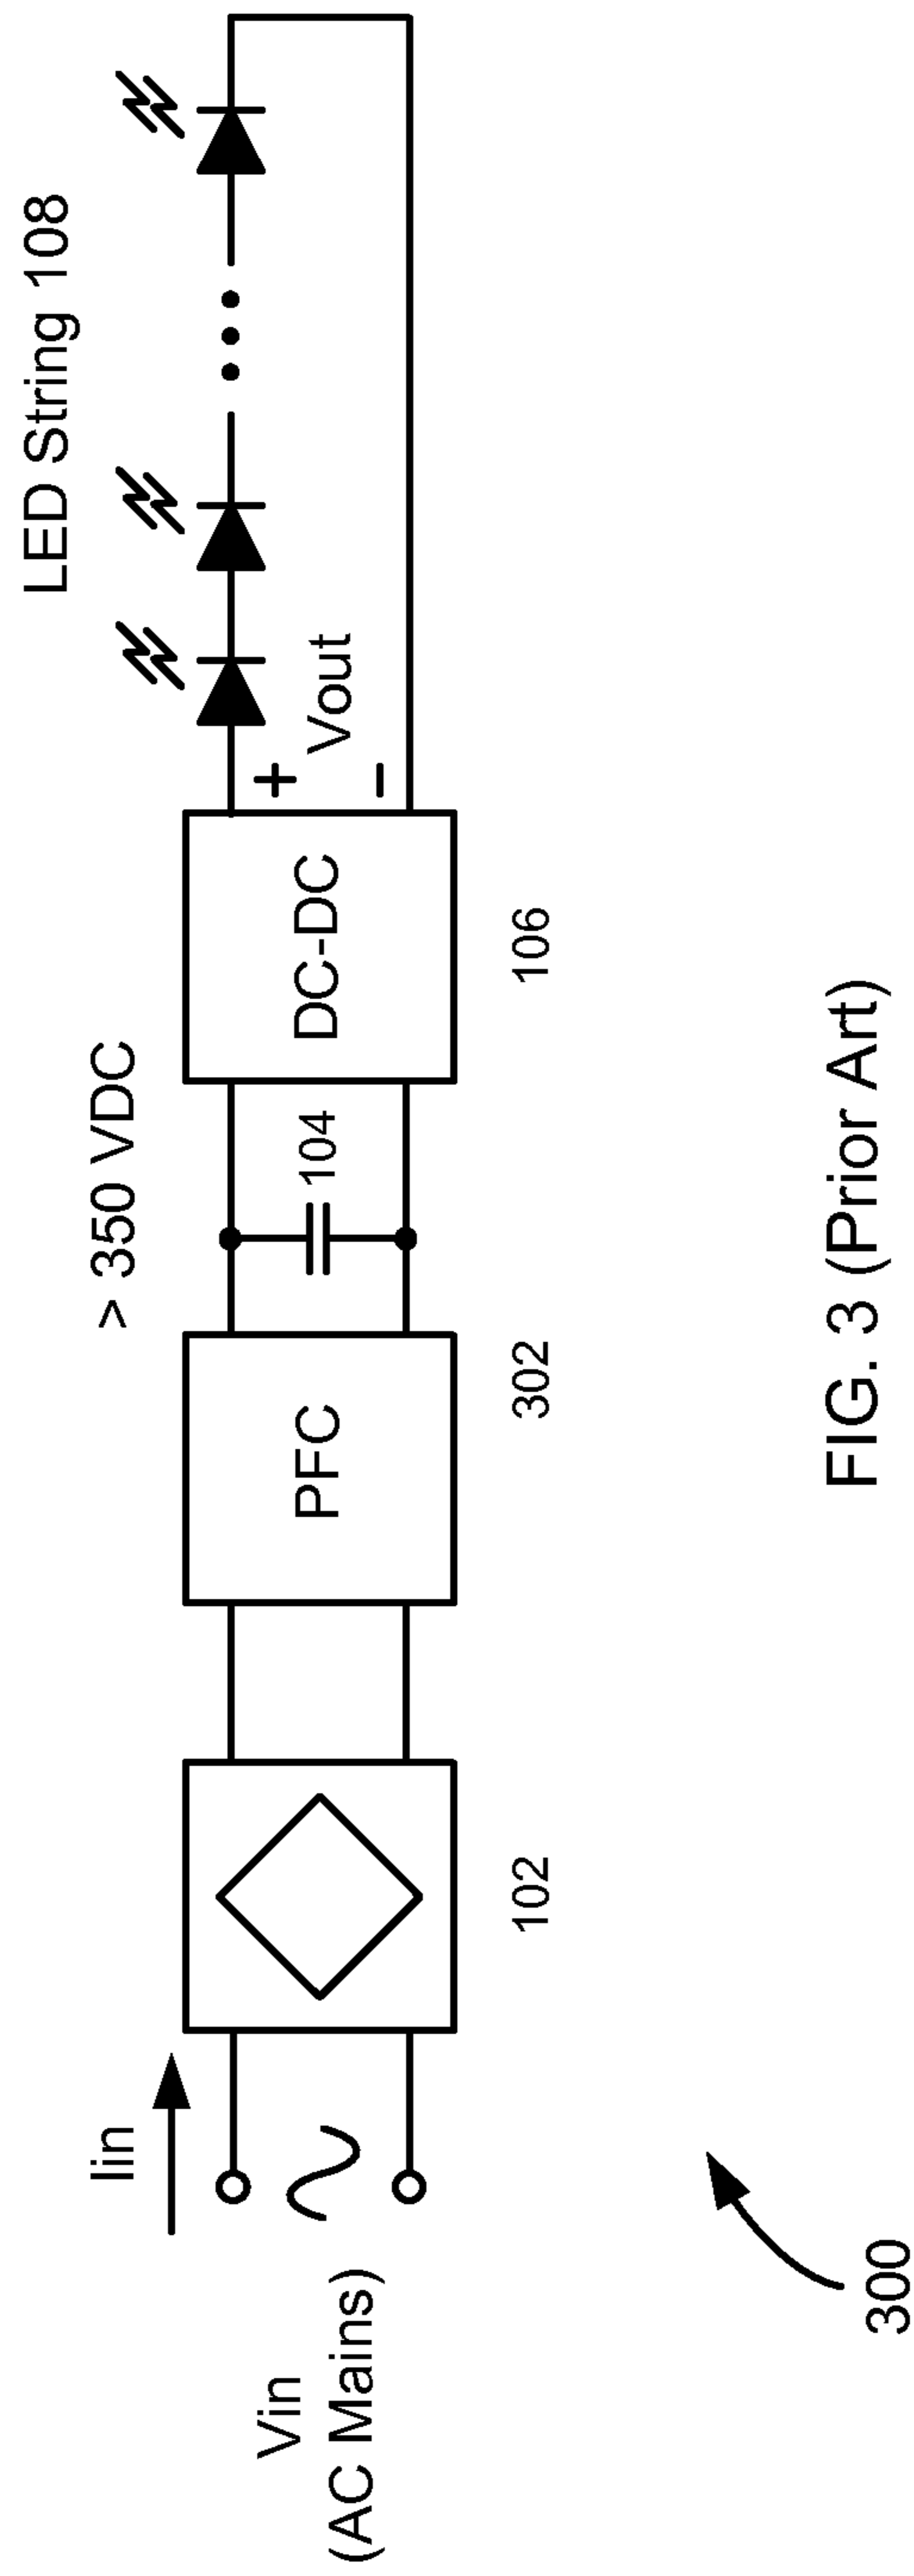 LED String 108
> 350 VDC
Iin
Vin
(AC Mains)
PFC
104
DC-DC
+
Vout
-
102
302
106
300
FIG. 3 (Prior Art)